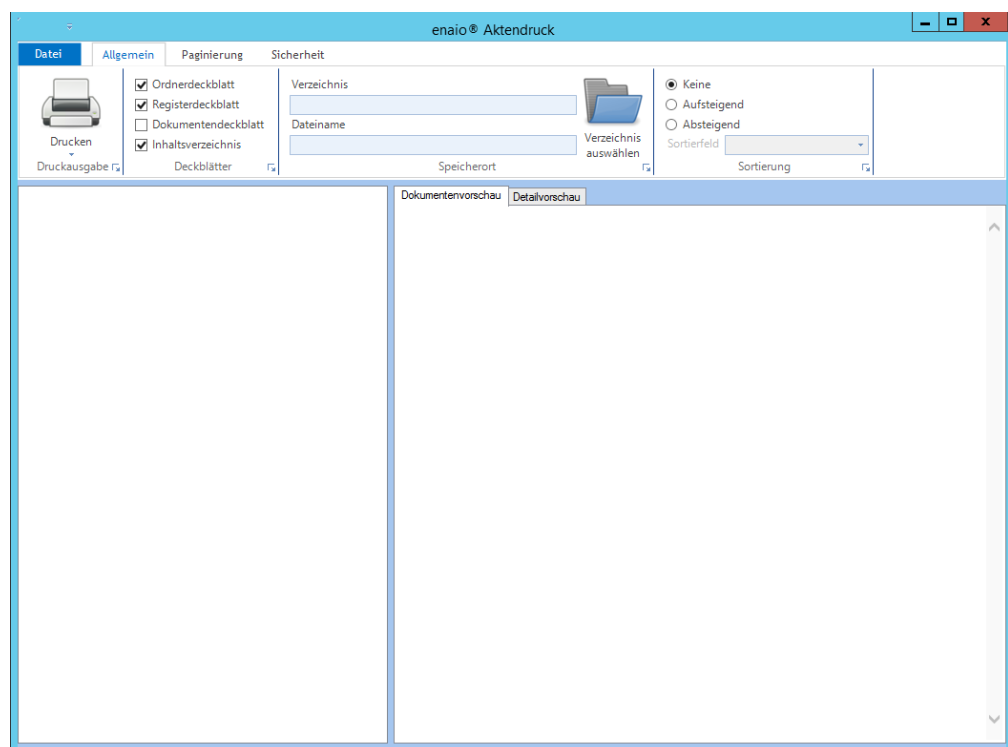 enaio® Aktendruck
Datei Allgemein Paginierung Sicherheit
Drucken
Druckausgabe
Ordnerdeckblatt
Registerdeckblatt
Dokumentendeckblatt
Inhaltsverzeichnis
Deckblätter
Verzeichnis
Dateiname
Verzeichnis
auswählen
Speicherort
Keine
Aufsteigend
Absteigend
Sortierfeld
Sortierung
Dokumentenvorschau Detailvorschau